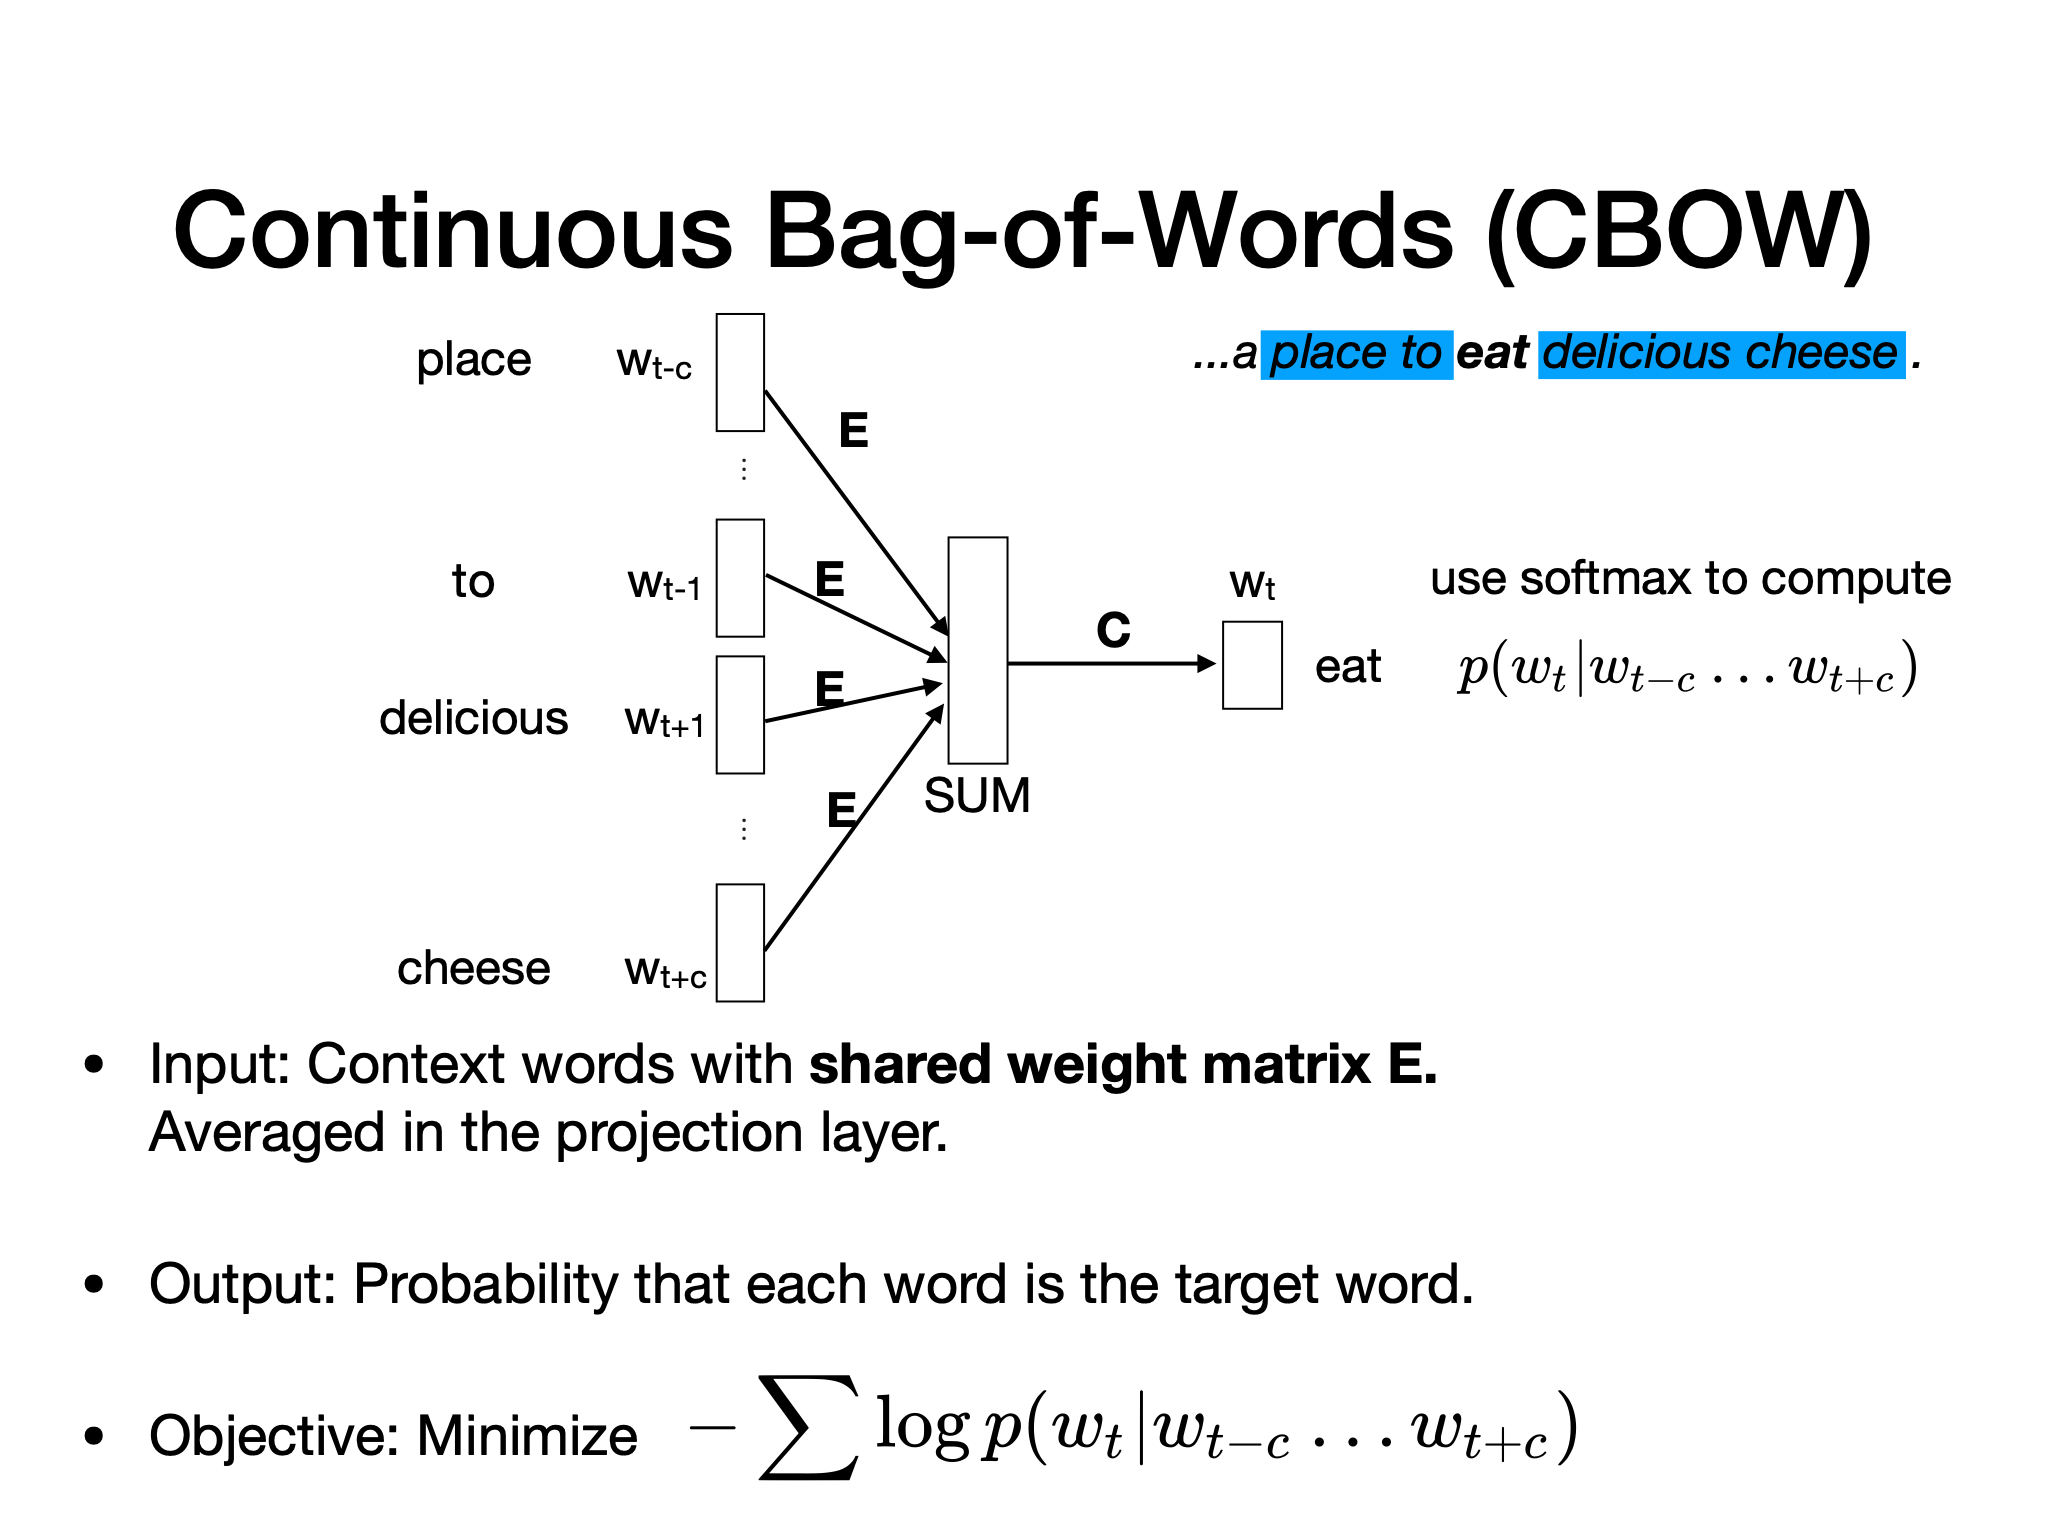 Continuous Bag-of-Words (CBOW)
...a place to eat delicious cheese .
place w_{t-c}
E
⋮
to w_{t-1}
E
use softmax to compute
w_t
C
eat
p(w_t|w_{t-c} ... w_{t+c})
delicious w_{t+1}
E
SUM
E
⋮
cheese w_{t+c}
• Input: Context words with shared weight matrix E.
Averaged in the projection layer.
• Output: Probability that each word is the target word.
• Objective: Minimize −∑ log p(w_t|w_{t-c} ... w_{t+c})